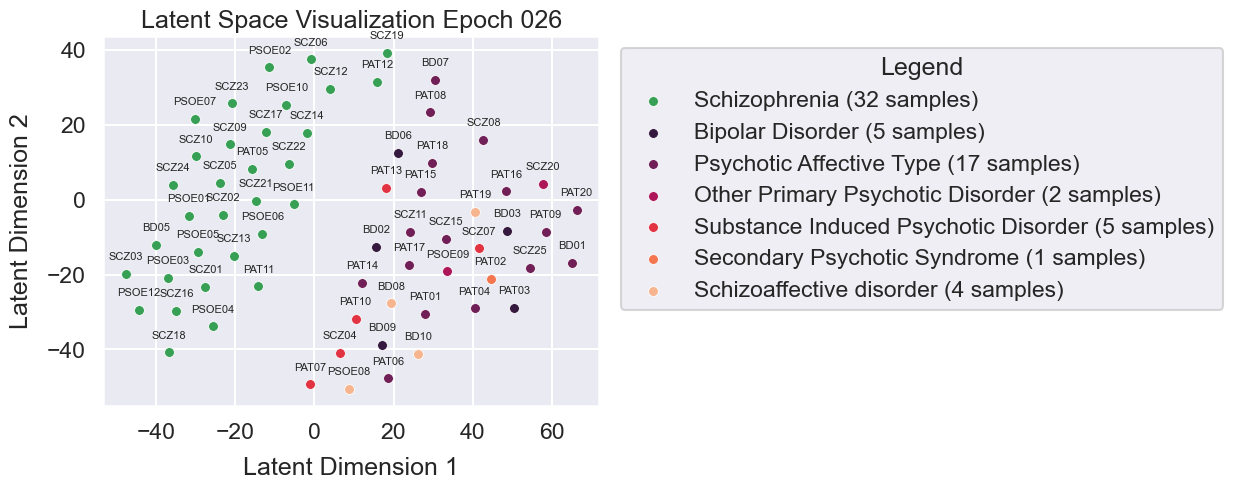 Latent Space Visualization Epoch 026
Latent Dimension 2
40
20
0
−20
−40
−40
−20
0
20
40
60
Latent Dimension 1
SCZ06
SCZ19
PSOE02
SCZ12
PAT12
BD07
SCZ23
PSOE10
PAT08
PSOE07
SCZ17
SCZ14
SCZ08
SCZ10
SCZ09
BD06
PAT05
SCZ22
PAT18
SCZ24
SCZ05
PAT13
PAT15
PAT16
SCZ20
SCZ21
PSOE11
PSOE01
SCZ02
PAT19
PAT20
PSOE06
SCZ11
SCZ15
BD03
PAT09
BD05
PSOE05
SCZ13
BD02
SCZ07
SCZ03
PSOE03
SCZ01
PAT11
PAT17
PSOE09
PAT02
SCZ25
BD01
PAT14
PSOE12
SCZ16
PSOE04
BD08
PAT10
PAT01
PAT04
PAT03
SCZ18
SCZ04
BD09
BD10
PAT07
PSOE08
PAT06
Legend
Schizophrenia (32 samples)
Bipolar Disorder (5 samples)
Psychotic Affective Type (17 samples)
Other Primary Psychotic Disorder (2 samples)
Substance Induced Psychotic Disorder (5 samples)
Secondary Psychotic Syndrome (1 samples)
Schizoaffective disorder (4 samples)